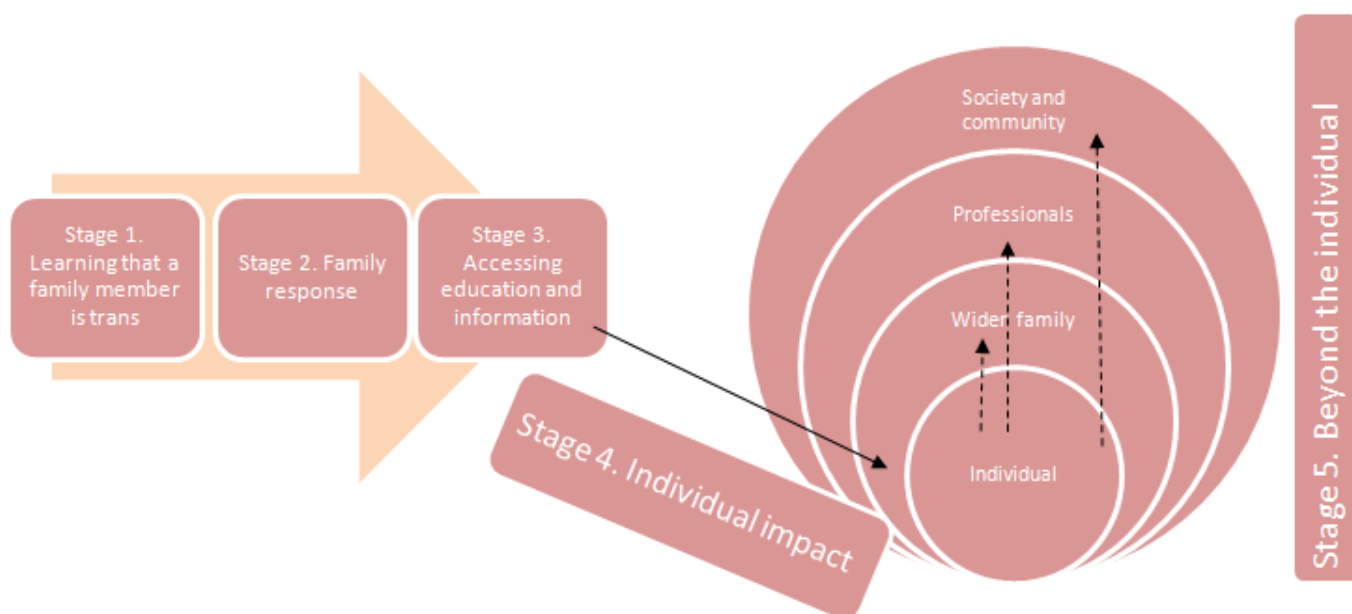 Stage 1.
Learning that a
family member
is trans
Stage 2. Family
response
Stage 3.
Accessing
education and
information
Stage 4. Individual impact
Society and
community
Professionals
Wider family
Individual
Stage 5. Beyond the individual